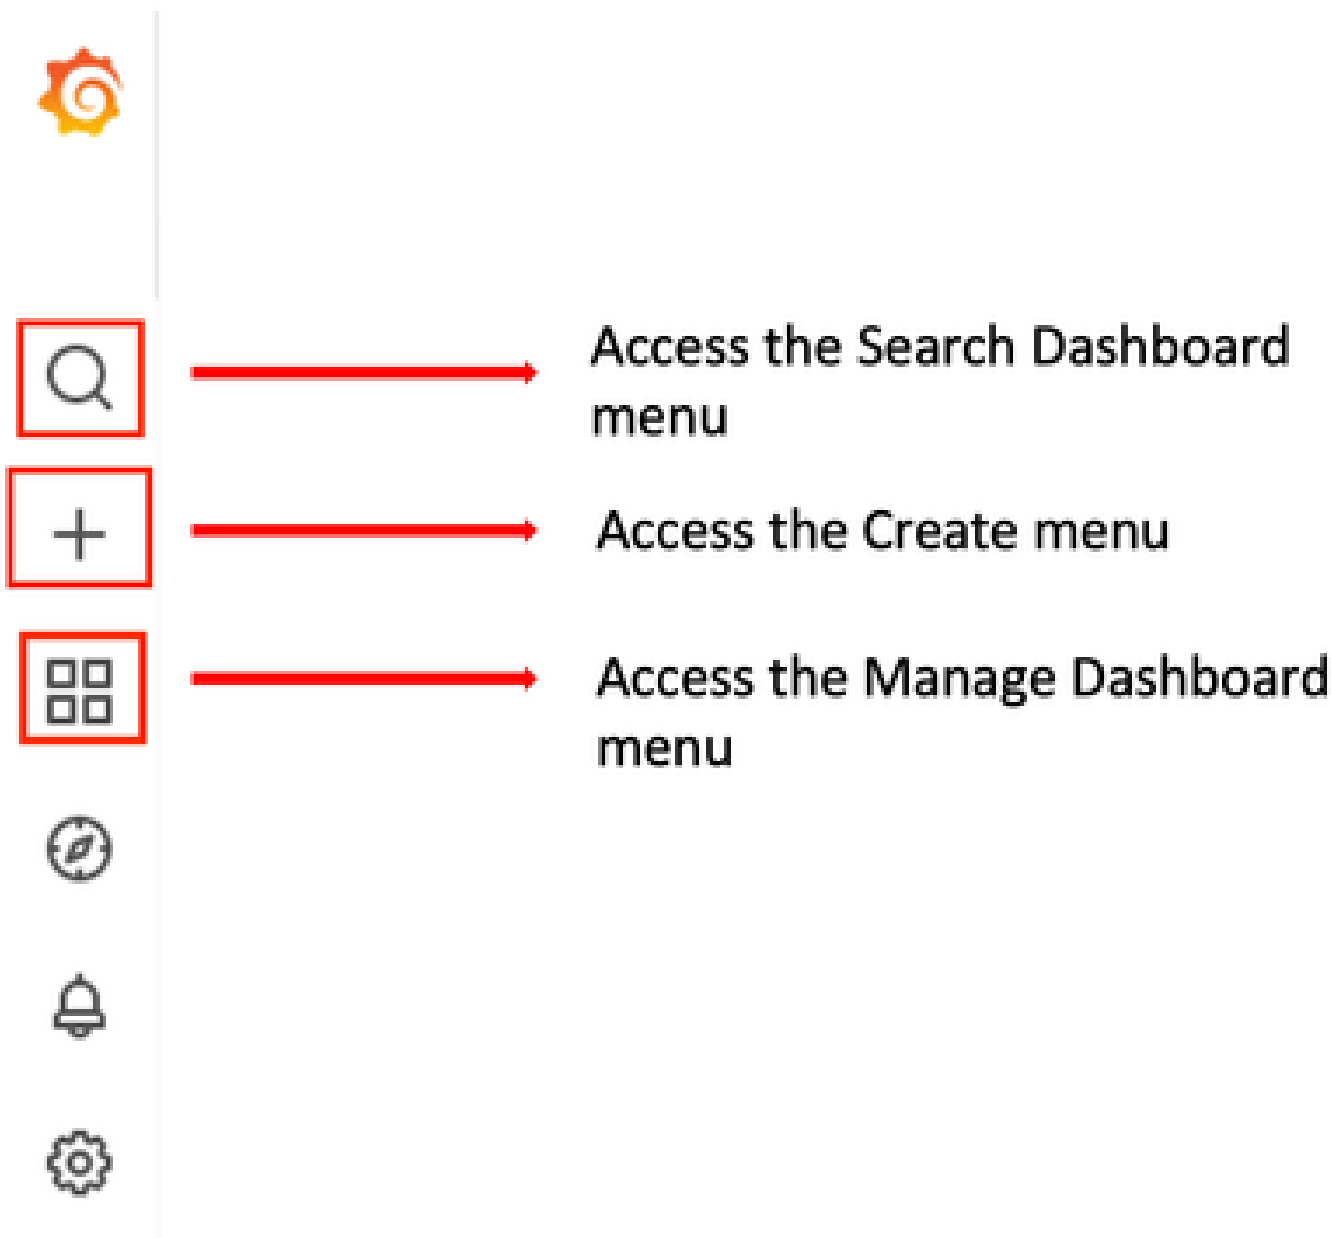 Access the Search Dashboard
menu
Access the Create menu
Access the Manage Dashboard
menu